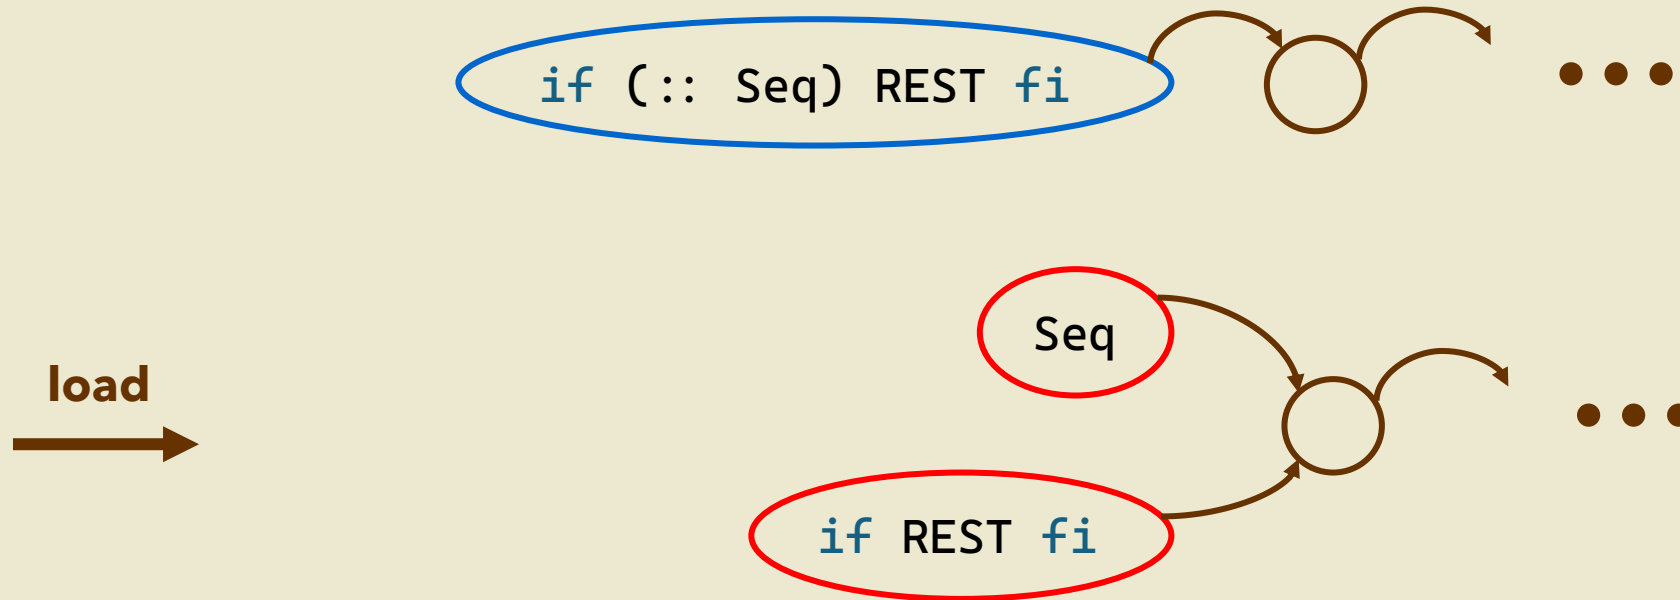 if (:: Seq) REST fi
Seq
load
if REST fi